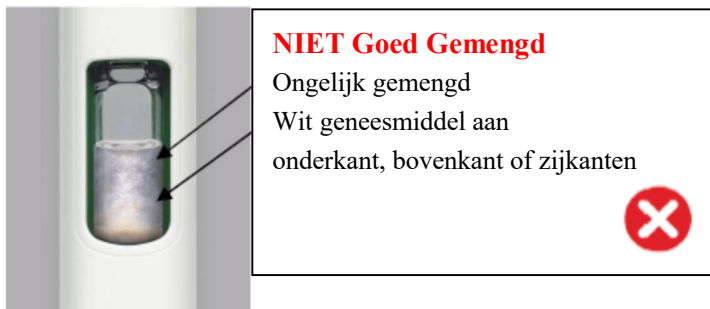 NIET Goed Gemengd
Ongelijk gemengd
Wit geneesmiddel aan
onderkant, bovenkant of zijkanten